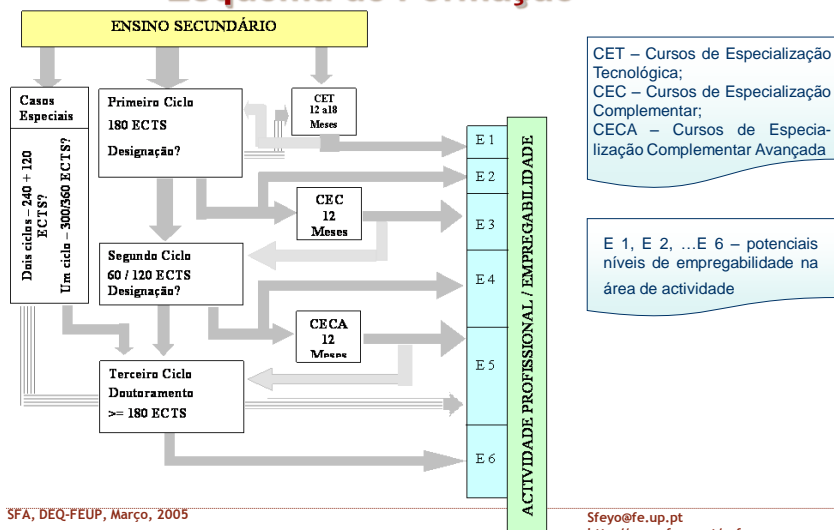 Esquema de Formação
ENSINO SECUNDÁRIO
Casos
Especiais
Dois ciclos – 240 + 120
ECTS?
Um ciclo – 300/360 ECTS?
Primeiro Ciclo
180 ECTS
Designação?
CET
12 a18
Meses
CEC
12
Meses
Segundo Ciclo
60 / 120 ECTS
Designação?
CECA
12
Meses
Terceiro Ciclo
Doutoramento
>= 180 ECTS
E 1
E 2
E 3
E 4
E 5
E 6
ACTIVIDADE PROFISSIONAL / EMPREGABILIDADE
CET – Cursos de Especialização
Tecnológica;
CEC – Cursos de Especialização
Complementar;
CECA – Cursos de Especia-
lização Complementar Avançada
E 1, E 2, …E 6 – potenciais
níveis de empregabilidade na
área de actividade
SFA, DEQ-FEUP, Março, 2005
Sfeyo@fe.up.pt